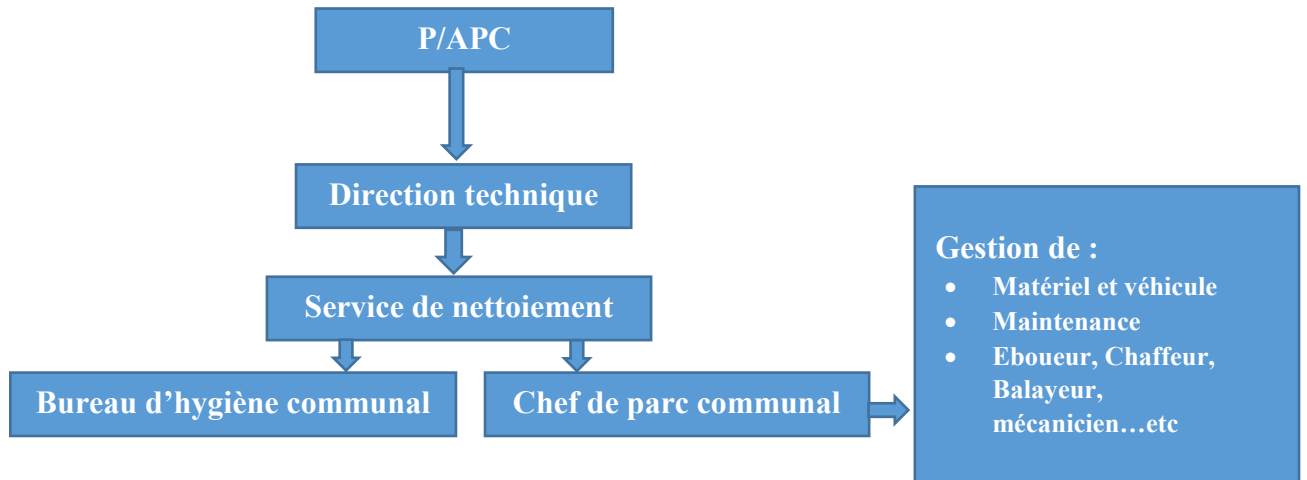 P/APC
Direction technique
Service de nettoiement
Bureau d’hygiène communal
Chef de parc communal
Gestion de :
• Matériel et véhicule
• Maintenance
• Eboueur, Chaffeur,
Balayeur,
mécanicien…etc